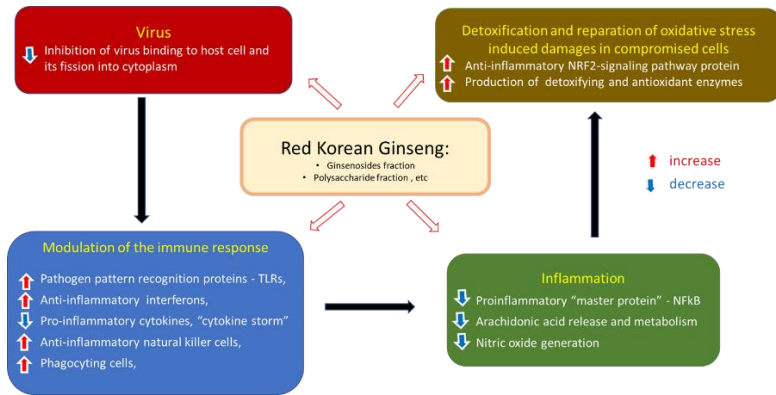 Virus
Inhibition of virus binding to host cell and
its fission into cytoplasm
Detoxification and reparation of oxidative stress
induced damages in compromised cells
Anti-inflammatory NRF2-signaling pathway protein
Production of detoxifying and antioxidant enzymes
Red Korean Ginseng:
• Ginsenosides fraction
• Polysaccharide fraction , etc
increase
decrease
Modulation of the immune response
Pathogen pattern recognition proteins - TLRs,
Anti-inflammatory interferons,
Pro-inflammatory cytokines, “cytokine storm”
Anti-inflammatory natural killer cells,
Phagocyting cells,
Inflammation
Proinflammatory “master protein” - NFkB
Arachidonic acid release and metabolism
Nitric oxide generation